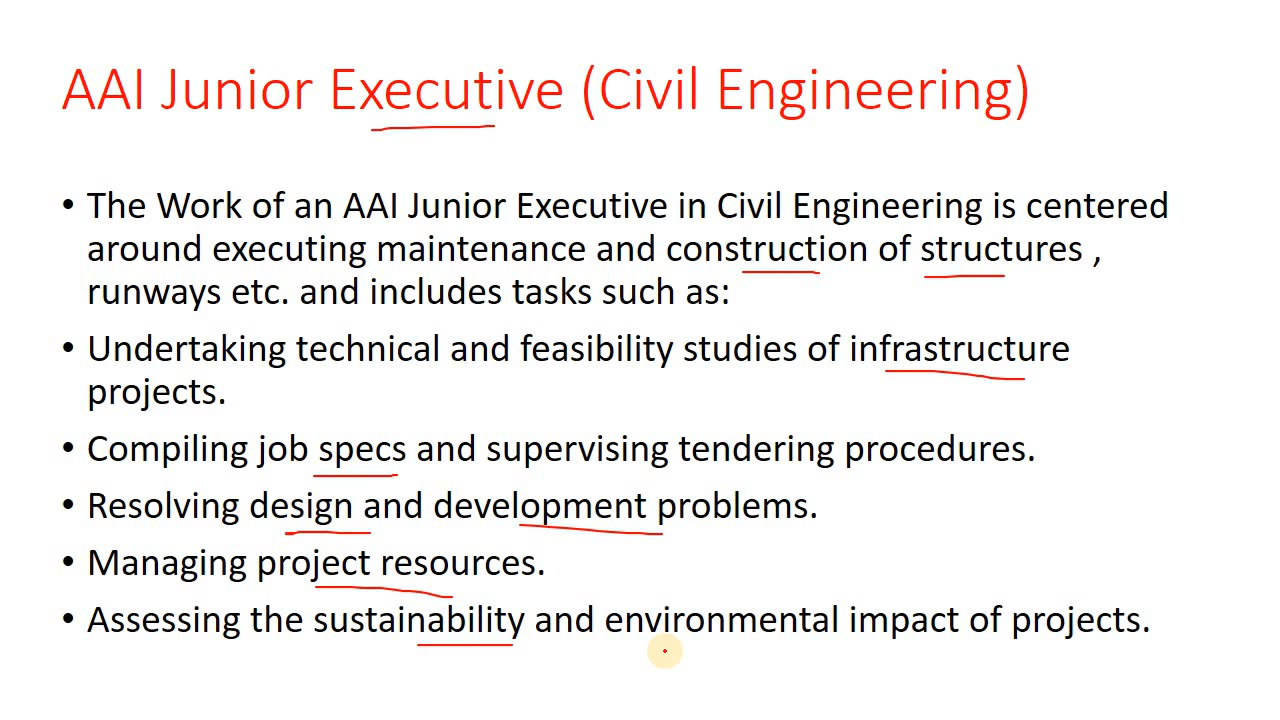 AAI Junior Executive (Civil Engineering)
• The Work of an AAI Junior Executive in Civil Engineering is centered
around executing maintenance and construction of structures ,
runways etc. and includes tasks such as:
• Undertaking technical and feasibility studies of infrastructure
projects.
• Compiling job specs and supervising tendering procedures.
• Resolving design and development problems.
• Managing project resources.
• Assessing the sustainability and environmental impact of projects.